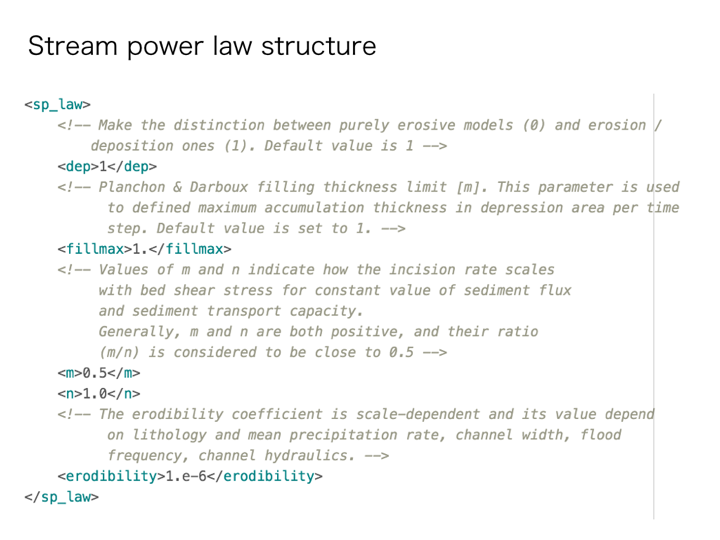 Stream power law structure
<sp_law>
<!-- Make the distinction between purely erosive models (0) and erosion /
deposition ones (1). Default value is 1 -->
<dep>1</dep>
<!-- Planchon & Darboux filling thickness limit [m]. This parameter is used
to defined maximum accumulation thickness in depression area per time
step. Default value is set to 1. -->
<fillmax>1.</fillmax>
<!-- Values of m and n indicate how the incision rate scales
with bed shear stress for constant value of sediment flux
and sediment transport capacity.
Generally, m and n are both positive, and their ratio
(m/n) is considered to be close to 0.5 -->
<m>0.5</m>
<n>1.0</n>
<!-- The erodibility coefficient is scale-dependent and its value depend
on lithology and mean precipitation rate, channel width, flood
frequency, channel hydraulics. -->
<erodibility>1.e-6</erodibility>
</sp_law>